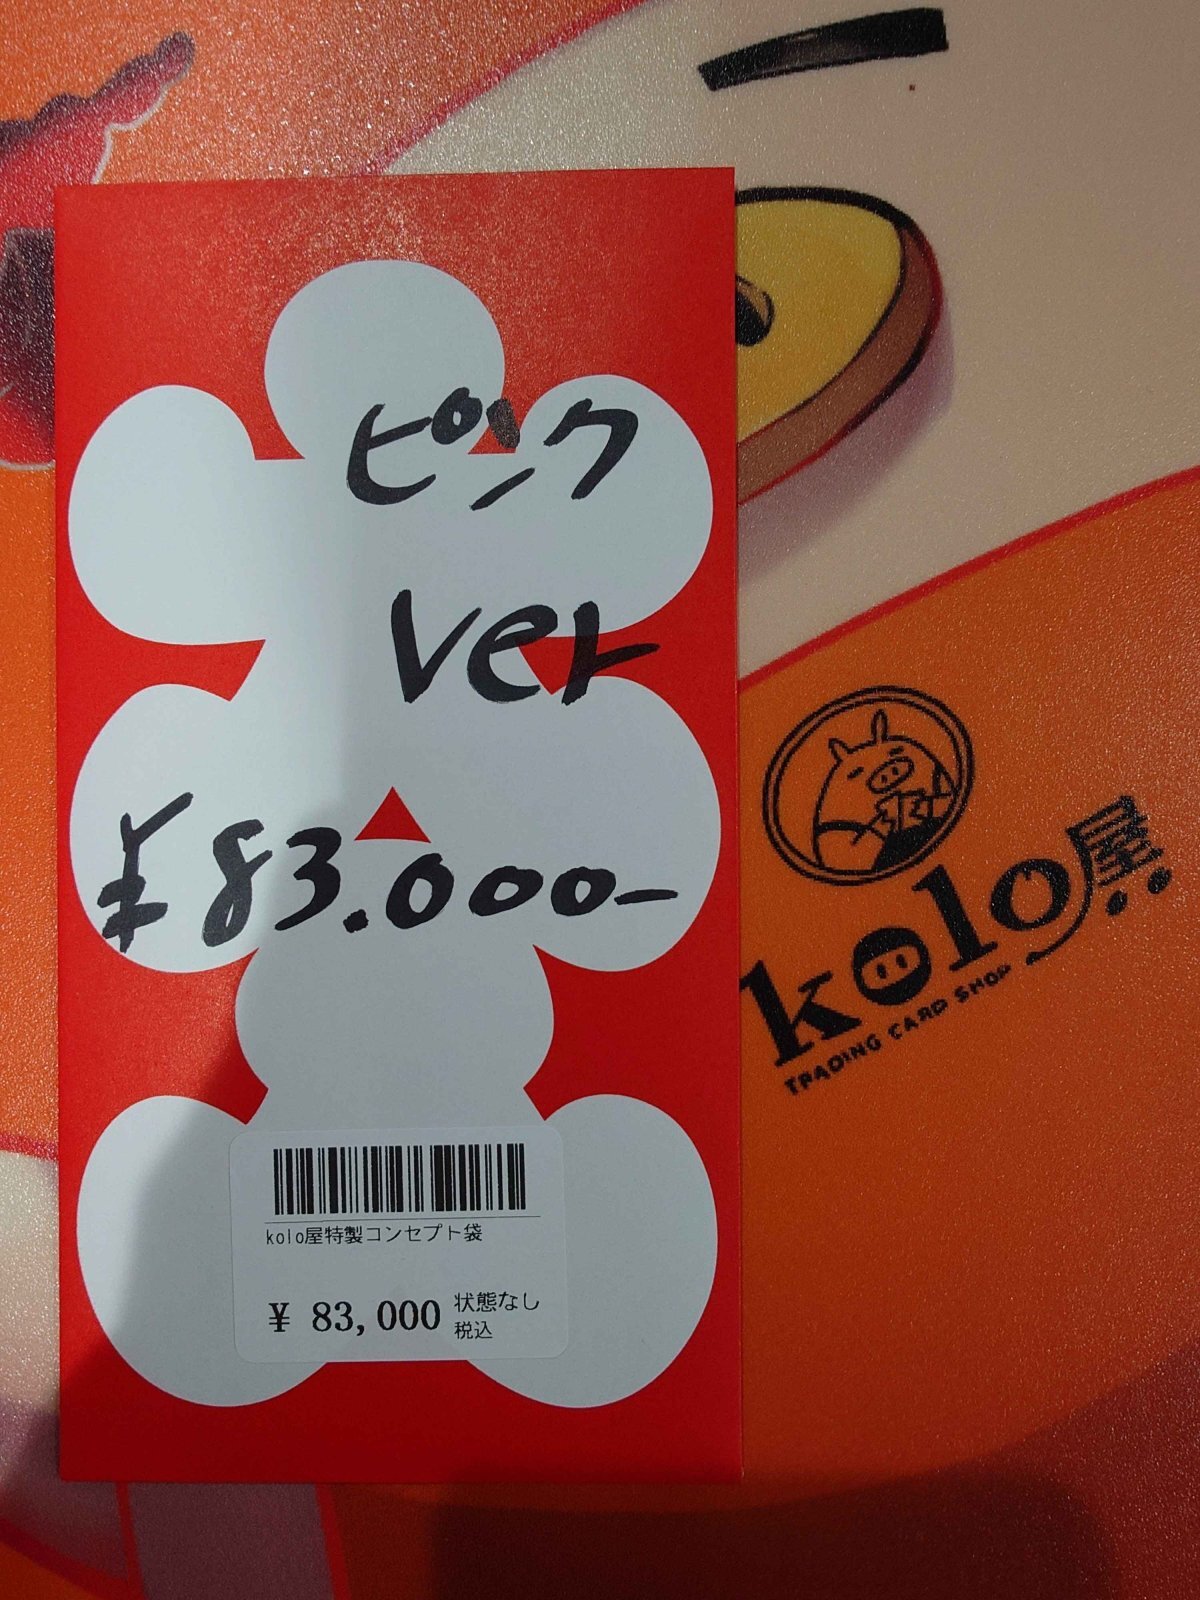 ピンク
ver
¥83.000-
kolo屋
TRADING CARD SHOP
kolo屋特製コンセプト袋
¥ 83,000 状態なし
税込